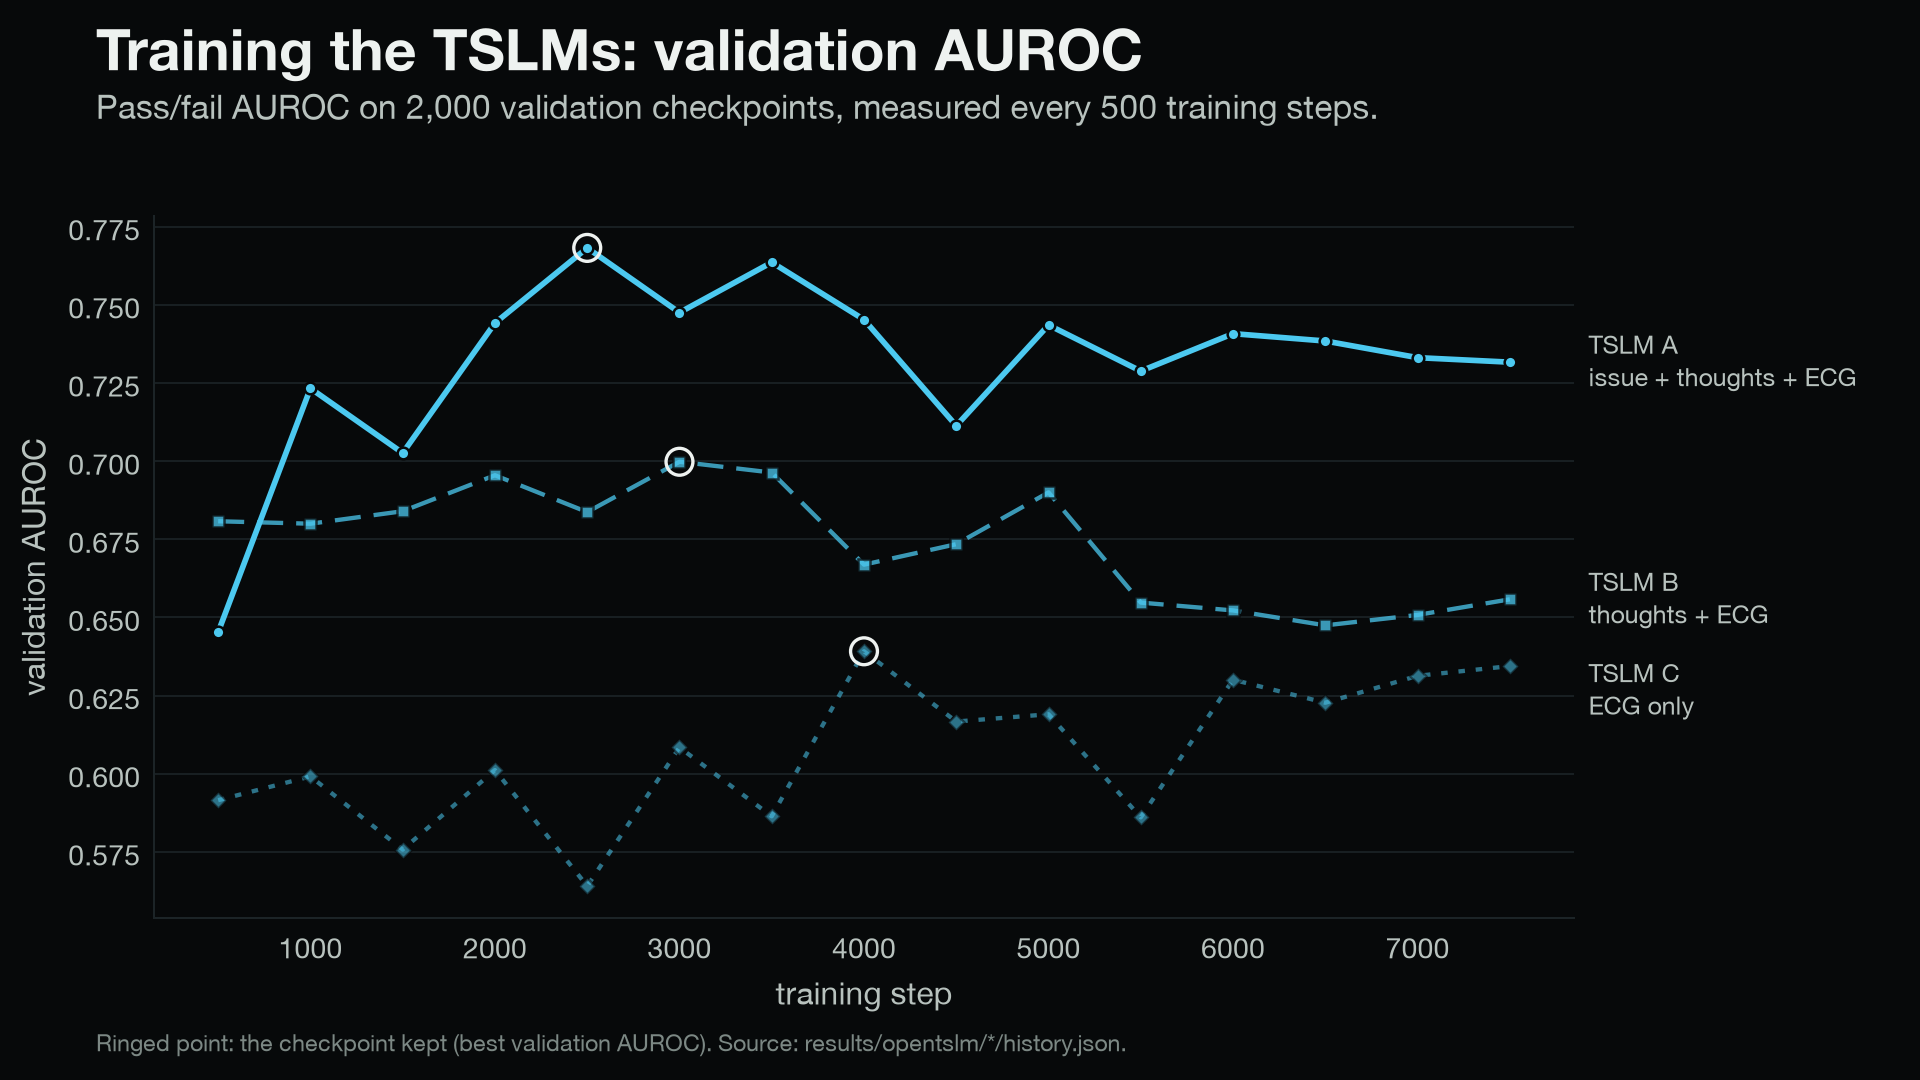 Training the TSLMs: validation AUROC
Pass/fail AUROC on 2,000 validation checkpoints, measured every 500 training steps.
0.775
0.750
0.725
0.700
0.675
0.650
0.625
0.600
0.575
validation AUROC
TSLM A
issue + thoughts + ECG
TSLM B
thoughts + ECG
TSLM C
ECG only
1000 2000 3000 4000 5000 6000 7000
training step
Ringed point: the checkpoint kept (best validation AUROC). Source: results/opentslm/*/history.json.